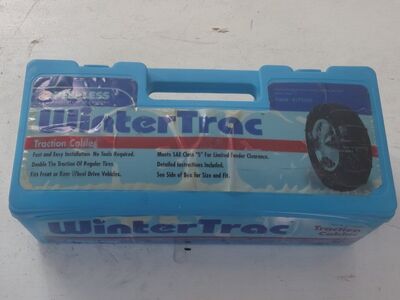 PEERLESS
WinterTrac
Traction Cables
Fast and Easy Installation- No Tools Required.
Double The Traction Of Regular Tires.
Fits Front or Rear Wheel Drive Vehicles.
Meets SAE Class "S" for Limited Fender Clearance.
Detailed Instructions Included.
See Side of Box for Size and Fit.
WinterTrac
Traction
Cables